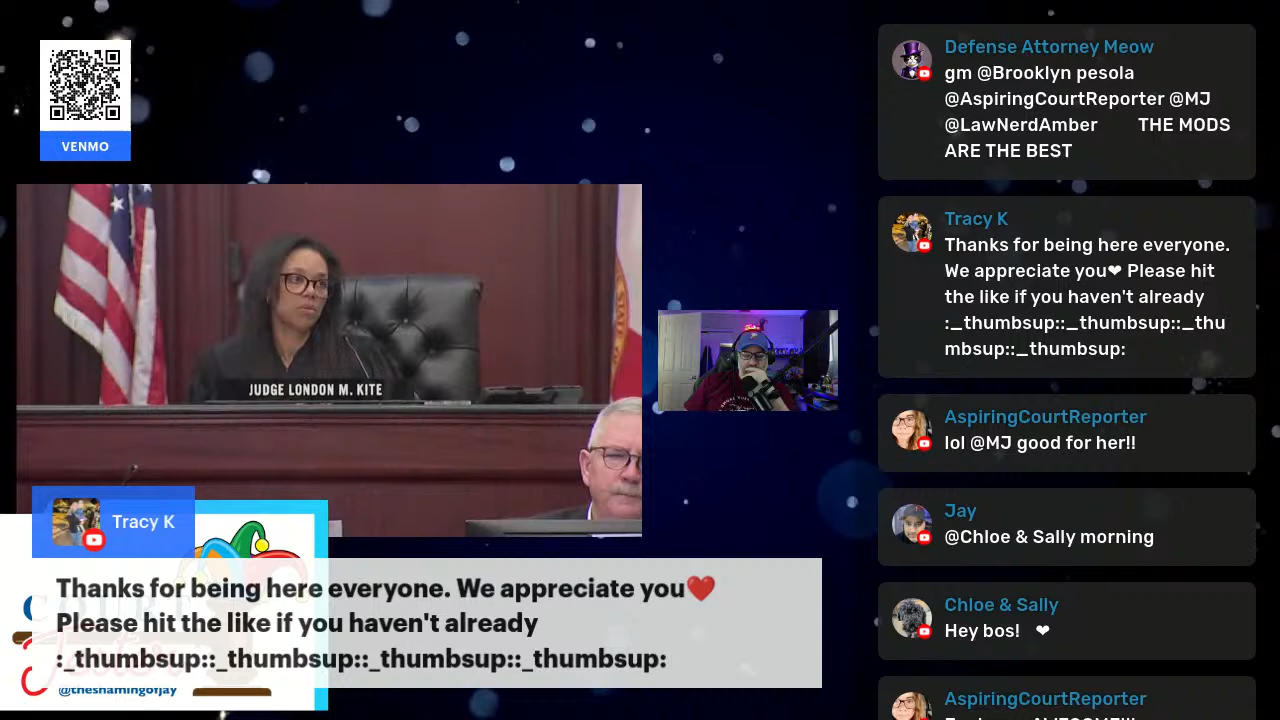 VENMO
JUDGE LONDON M. KITE
Tracy K
Thanks for being here everyone. We appreciate you❤️
Please hit the like if you haven't already
:_thumbsup::_thumbsup::_thumbsup::_thumbsup:
@theshamingofjay
Defense Attorney Meow
gm @Brooklyn pesola
@AspiringCourtReporter @MJ
@LawNerdAmber THE MODS
ARE THE BEST
Tracy K
Thanks for being here everyone.
We appreciate you❤ Please hit
the like if you haven't already
:_thumbsup::_thumbsup::_thu
mbsup::_thumbsup:
AspiringCourtReporter
lol @MJ good for her!!
Jay
@Chloe & Sally morning
Chloe & Sally
Hey bos! ❤
AspiringCourtReporter